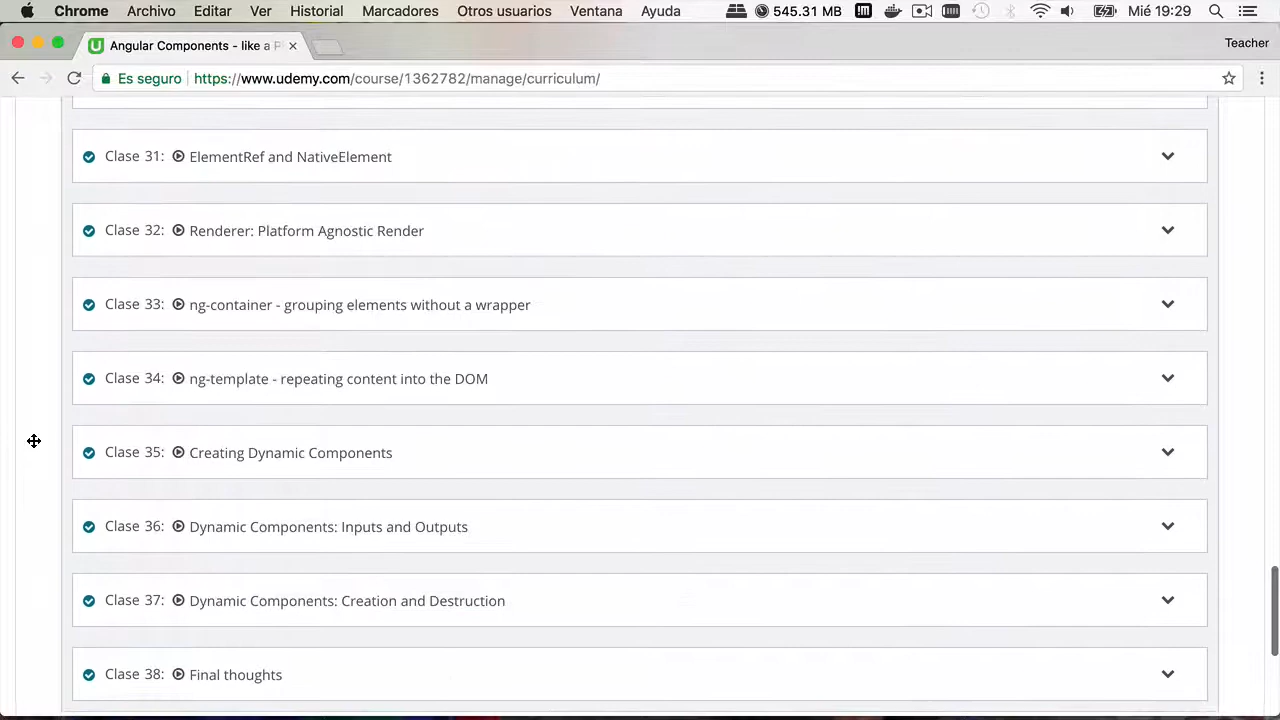 Chrome Archivo Editar Ver Historial Marcadores Otros usuarios Ventana Ayuda 545.31 MB Mié 19:29
Angular Components - like a P
Teacher
Es seguro https://www.udemy.com/course/1362782/manage/curriculum/
Clase 31: ElementRef and NativeElement
Clase 32: Renderer: Platform Agnostic Render
Clase 33: ng-container - grouping elements without a wrapper
Clase 34: ng-template - repeating content into the DOM
Clase 35: Creating Dynamic Components
Clase 36: Dynamic Components: Inputs and Outputs
Clase 37: Dynamic Components: Creation and Destruction
Clase 38: Final thoughts